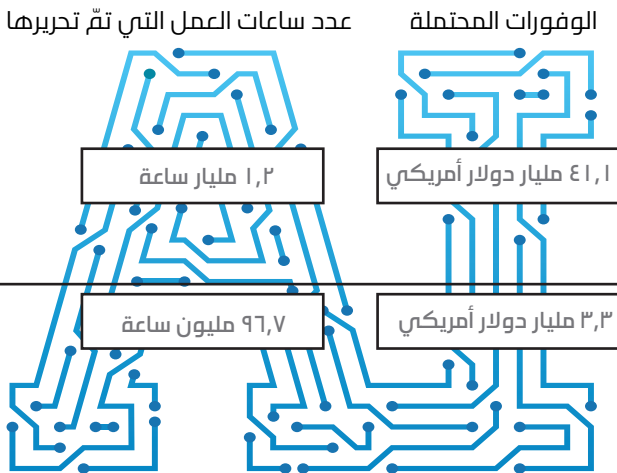 الوفورات المحتملة
عدد ساعات العمل التي تمّ تحريرها
٤١,١ مليار دولار أمريكي
١,٢ مليار ساعة
٣,٣ مليار دولار أمريكي
٩٦,٧ مليون ساعة